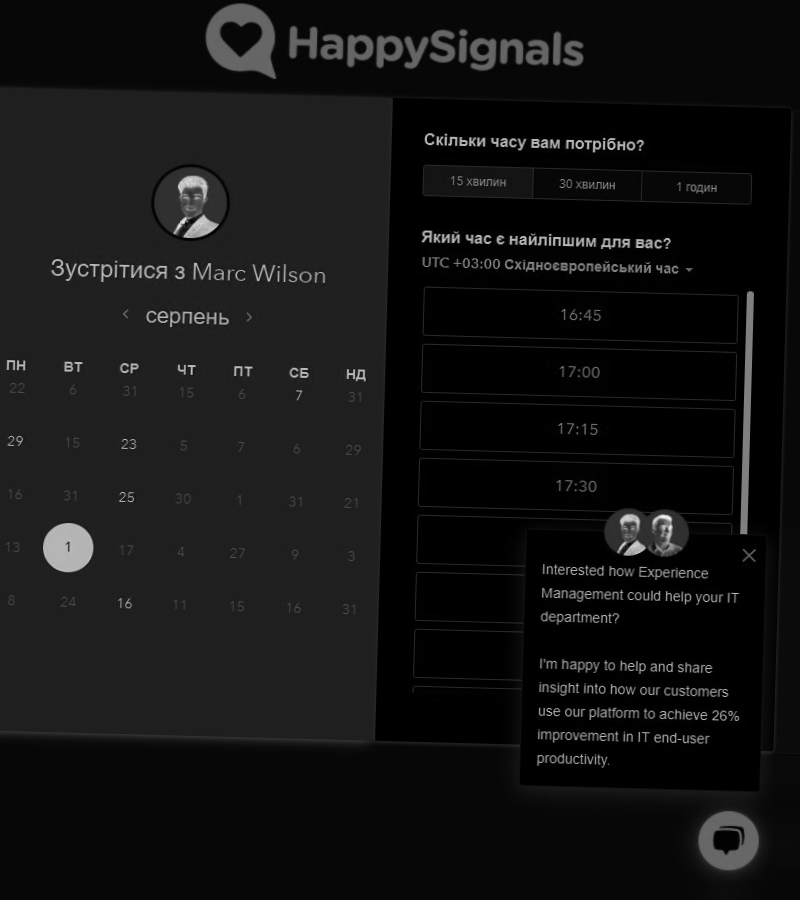 HappySignals
Зустрітися з Marc Wilson
серпень
ПН ВТ СР ЧТ ПТ СБ НД
22 6 31 15 6 7 31
29 15 23 5 7 6 29
16 31 25 30 1 31 21
13 1 17 4 27 9 3
8 24 16 11 15 16 31
Скільки часу вам потрібно?
15 хвилин 30 хвилин 1 годин
Який час є найліпшим для вас?
UTC +03:00 Східноєвропейський час
16:45
17:00
17:15
17:30
Interested how Experience
Management could help your IT
department?
I'm happy to help and share
insight into how our customers
use our platform to achieve 26%
improvement in IT end-user
productivity.